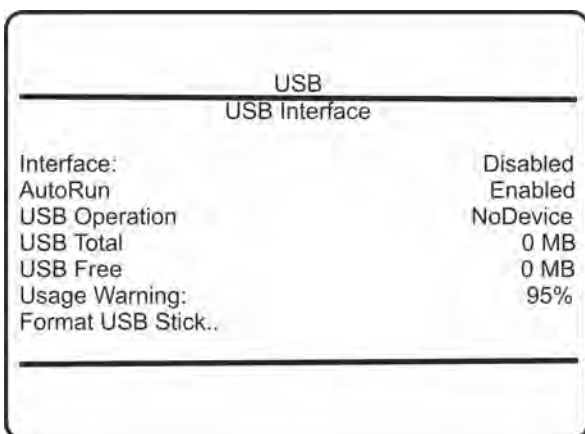 USB
USB Interface
Interface: Disabled
AutoRun Enabled
USB Operation NoDevice
USB Total 0 MB
USB Free 0 MB
Usage Warning: 95%
Format USB Stick..